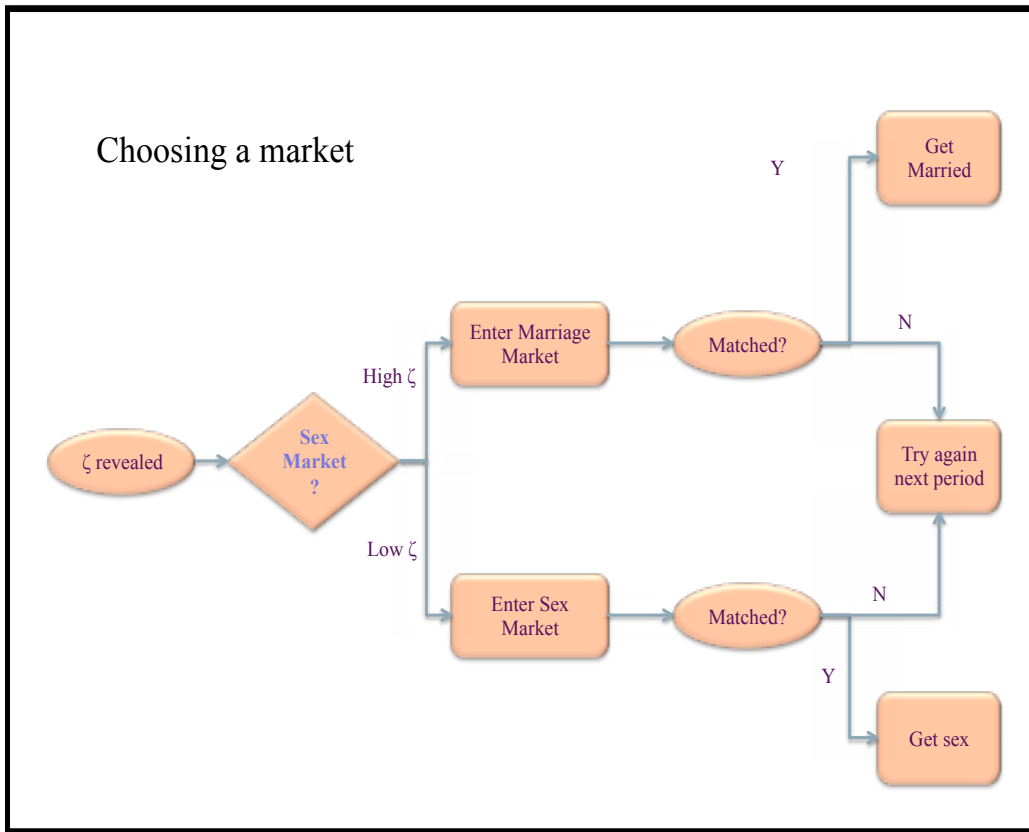 Choosing a market
Get
Married
Y
N
Enter Marriage
Market
Matched?
High ζ
Sex
Market
?
ζ revealed
Try again
next period
Low ζ
Enter Sex
Market
Matched?
N
Y
Get sex